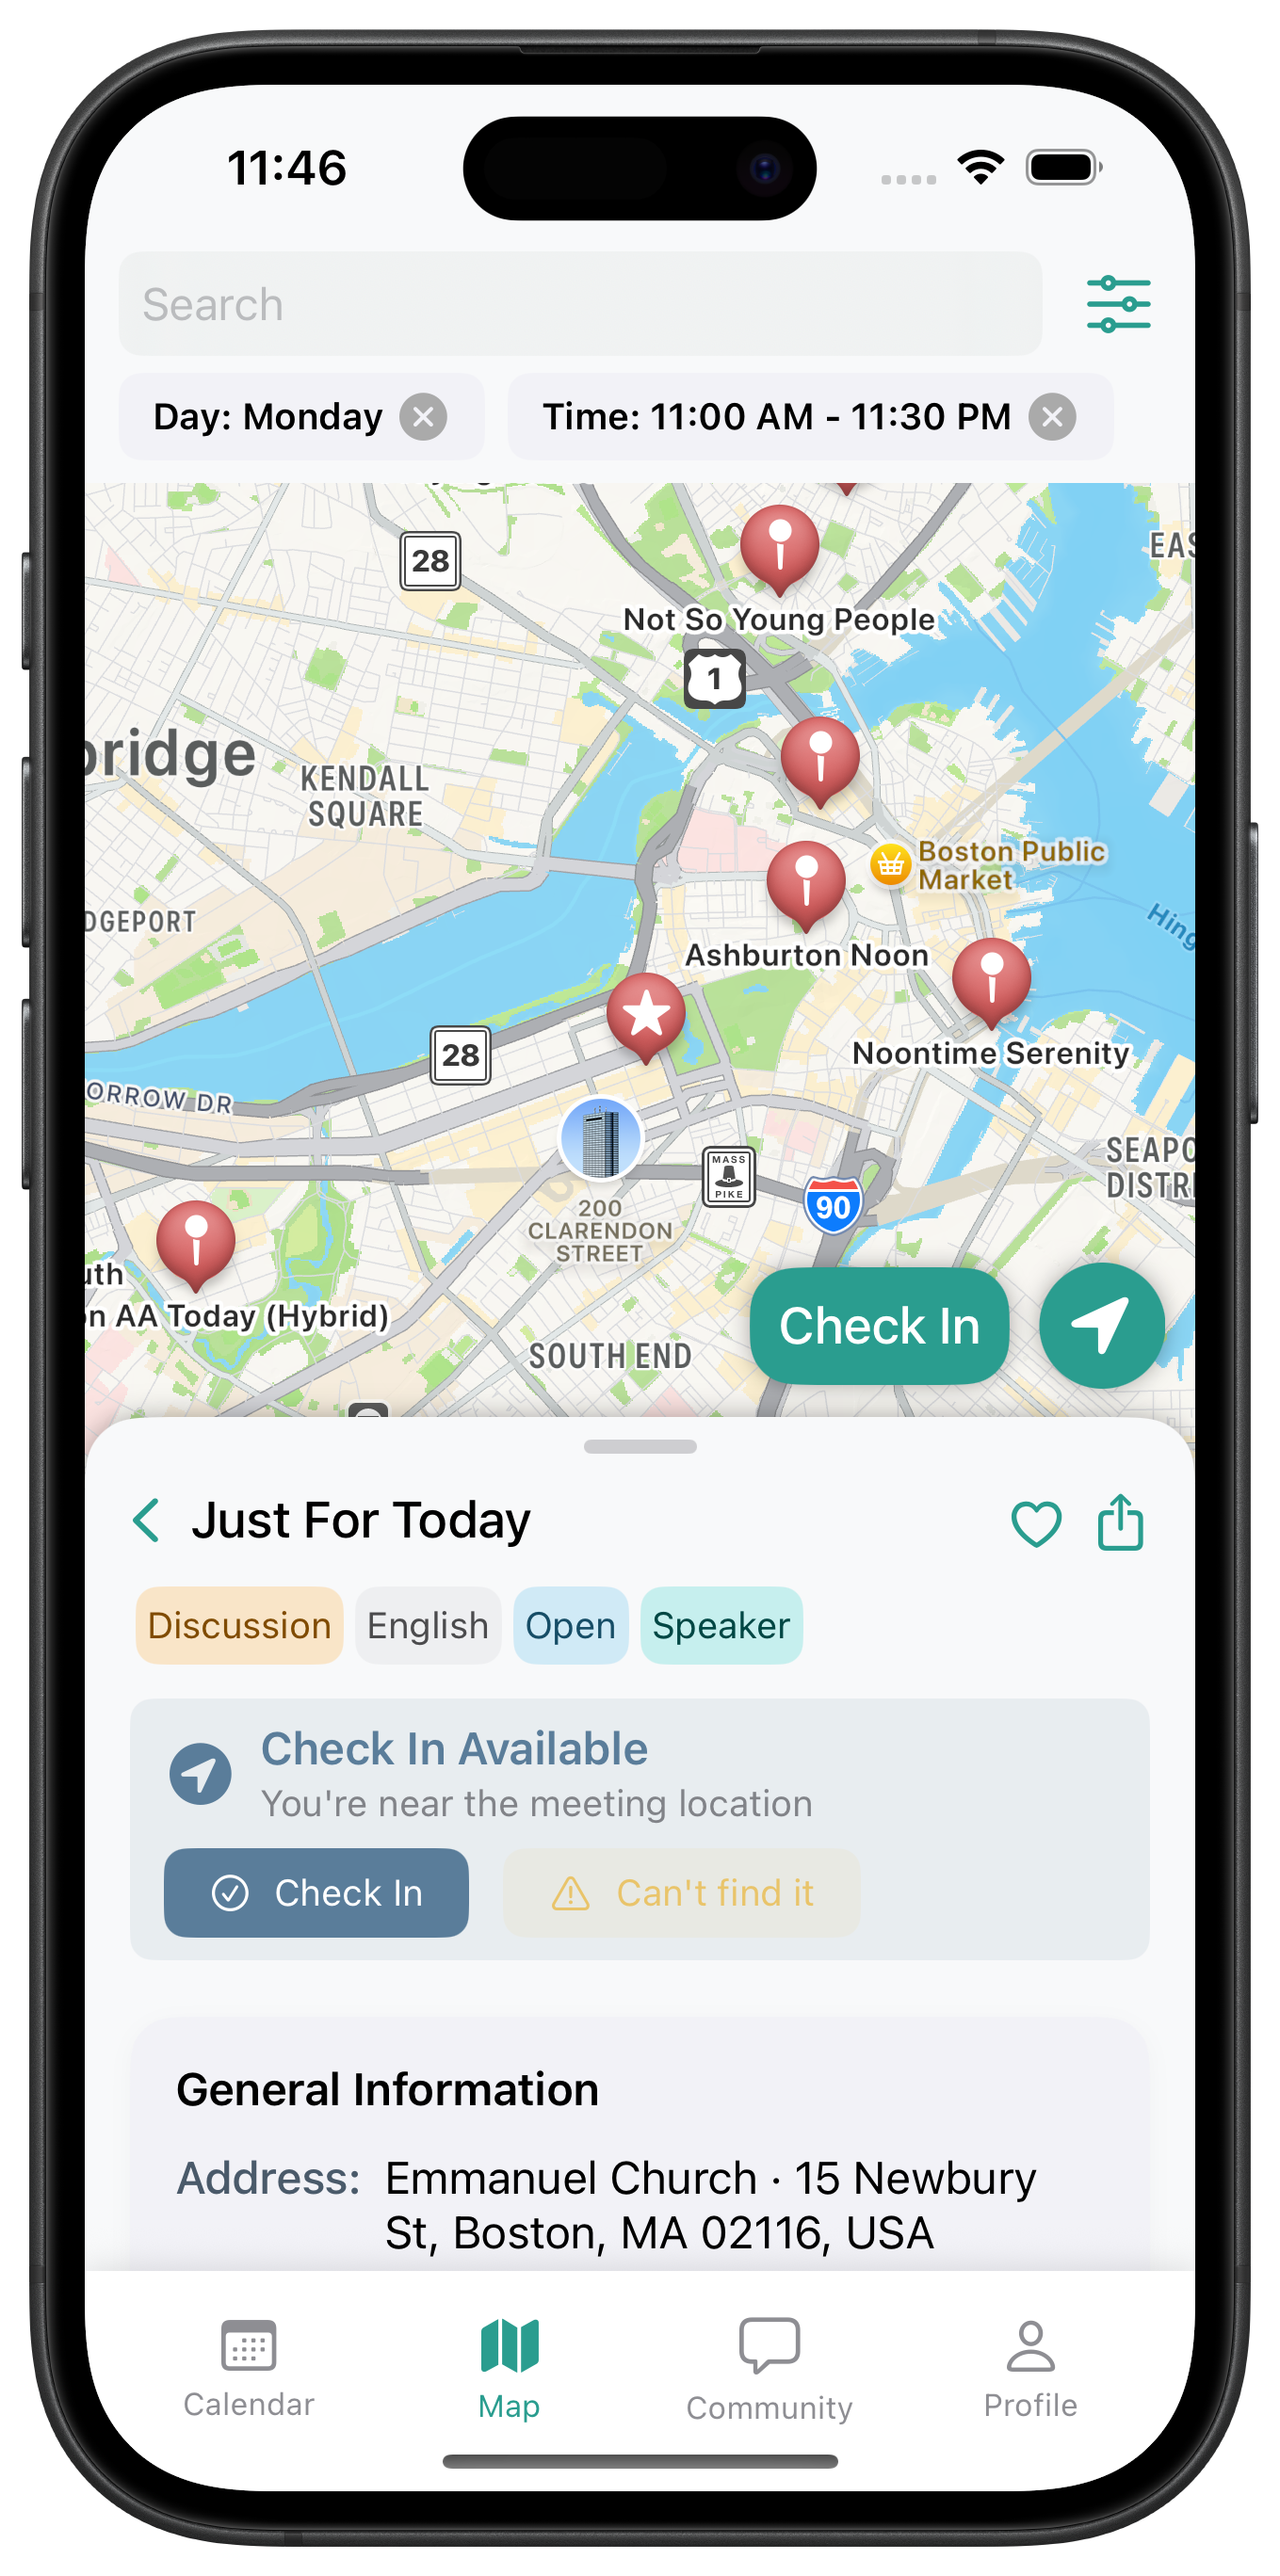 11:46
Search
Day: Monday
Time: 11:00 AM - 11:30 PM
28
EAS
Not So Young People
1
bridge
KENDALL
SQUARE
Boston Public
Market
DGEPORT
Hing
Ashburton Noon
28
Noontime Serenity
ORROW DR
MASS
PIKE
SEAPO
DISTRI
90
200
CLARENDON
STREET
uth
on AA Today (Hybrid)
Check In
SOUTH END
Just For Today
Discussion
English
Open
Speaker
Check In Available
You're near the meeting location
Check In
Can't find it
General Information
Address: Emmanuel Church · 15 Newbury
St, Boston, MA 02116, USA
Calendar
Map
Community
Profile